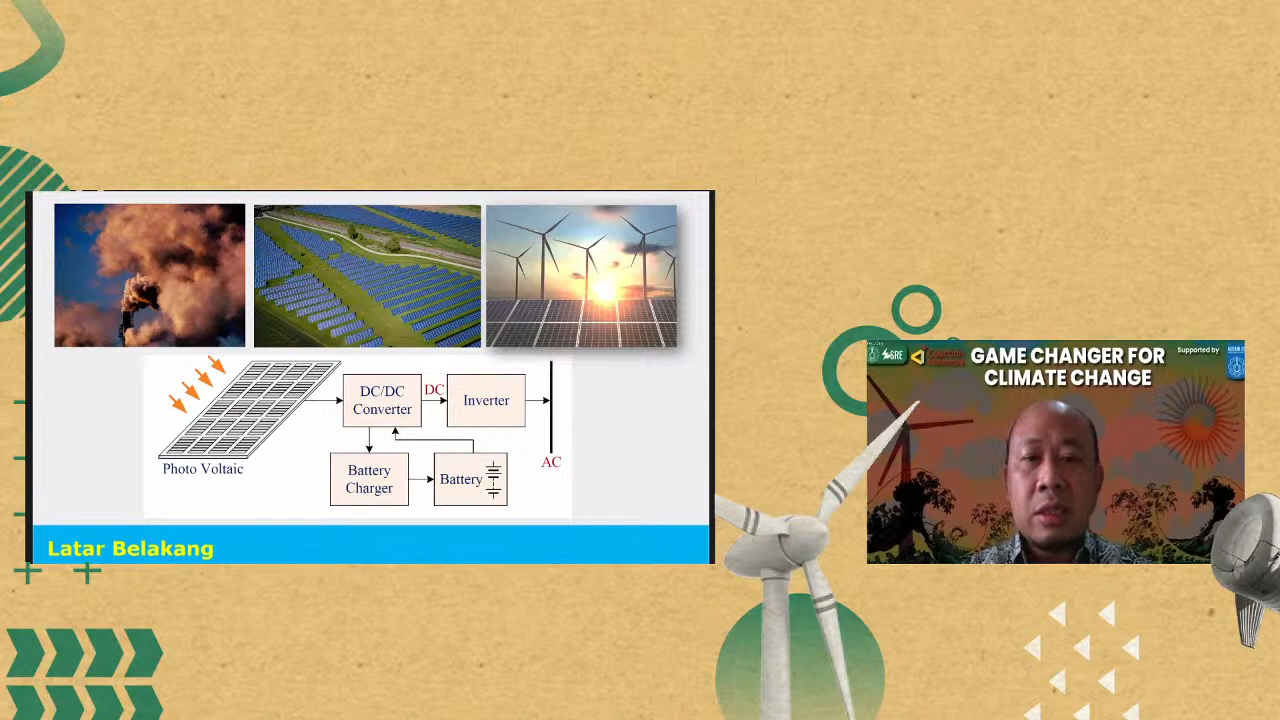 Photo Voltaic
DC/DC
Converter
DC
Inverter
AC
Battery
Charger
Battery
Latar Belakang
SRE
GAME CHANGER FOR
CLIMATE CHANGE
Supported by